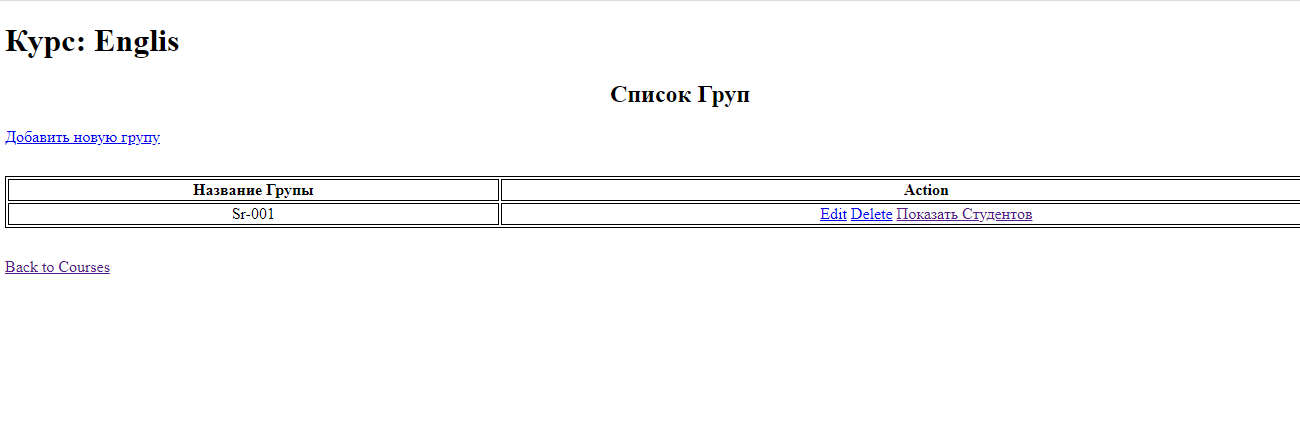 Курс: Englis
Список Груп
Добавить новую групу
Название Групы Action
Sr-001 Edit Delete Показать Студентов
Back to Courses